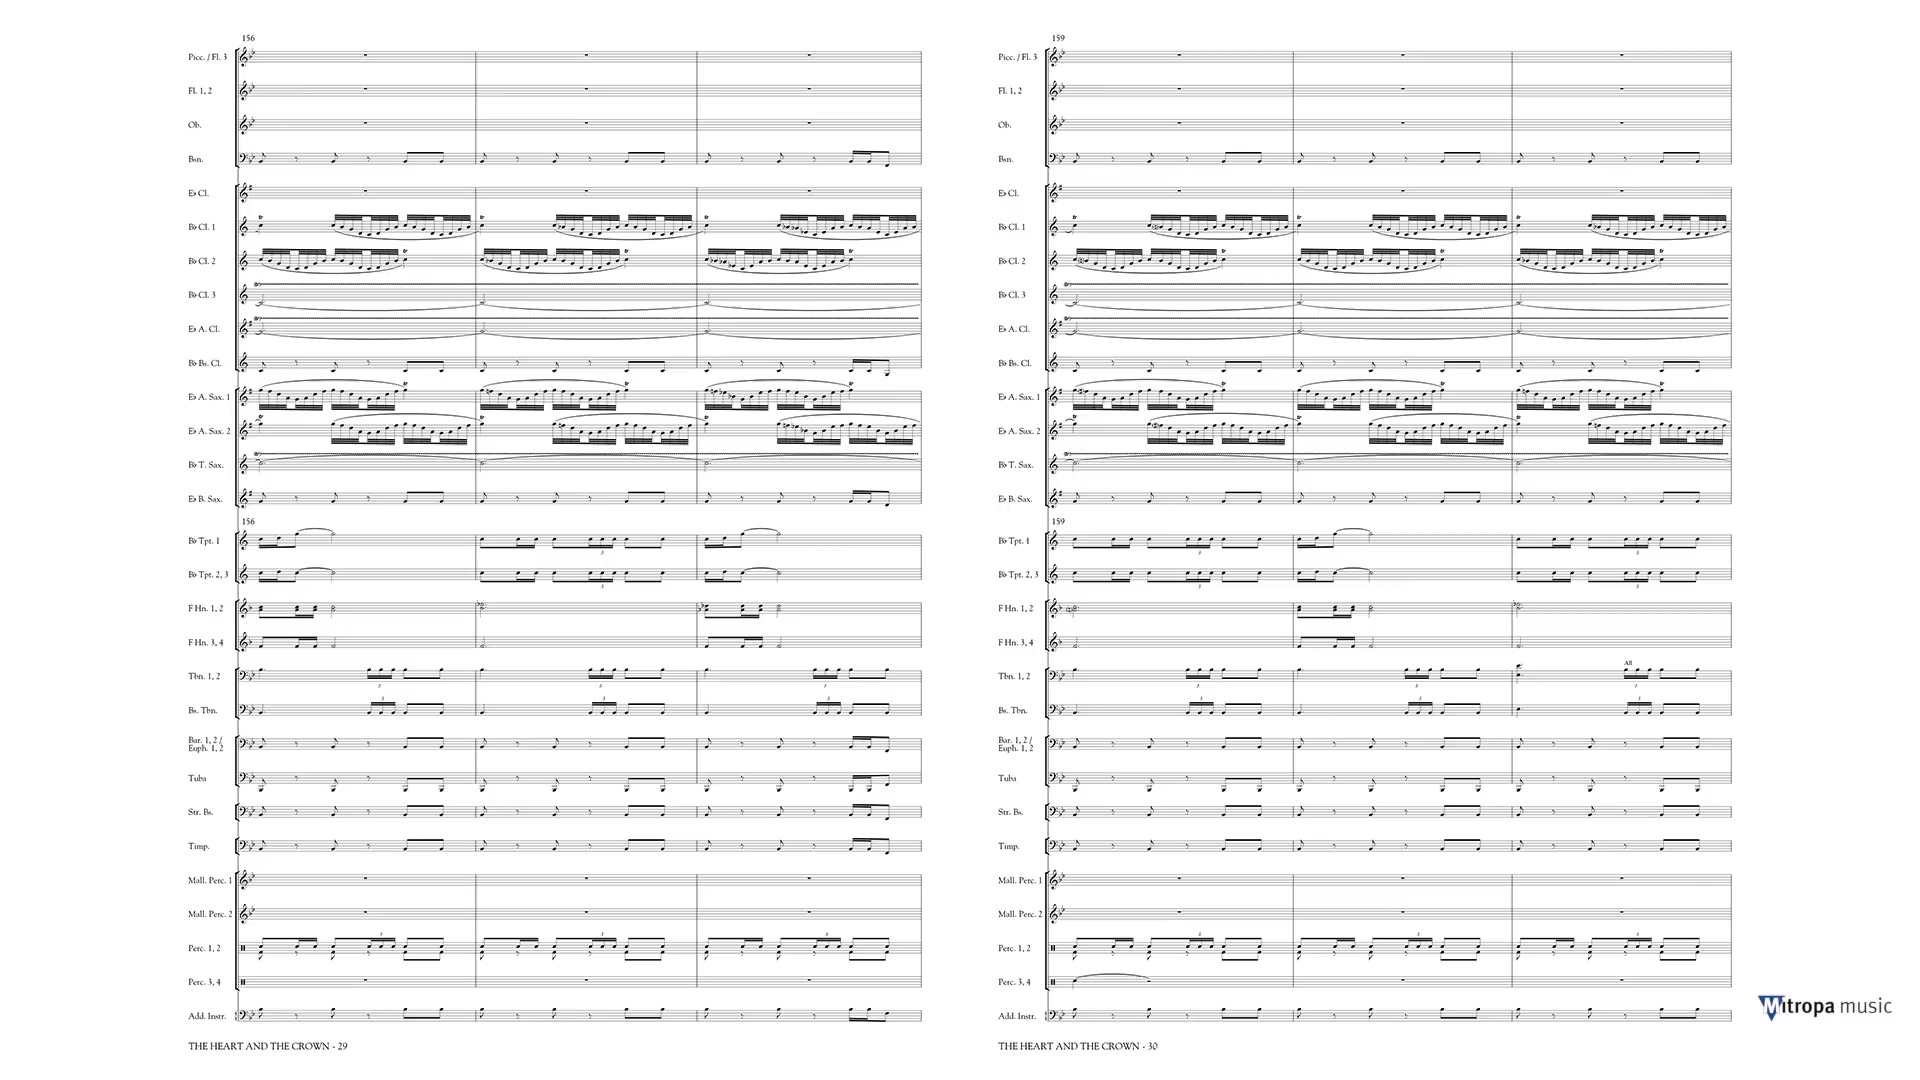 156
Picc. / Fl. 3
Fl. 1, 2
Ob.
Bsn.
E♭ Cl.
B♭ Cl. 1
B♭ Cl. 2
B♭ Cl. 3
E♭ A. Cl.
B♭ Bs. Cl.
E♭ A. Sax. 1
E♭ A. Sax. 2
B♭ T. Sax.
E♭ B. Sax.
156
B♭ Tpt. 1
B♭ Tpt. 2, 3
F Hn. 1, 2
F Hn. 3, 4
Tbn. 1, 2
Bs. Tbn.
Bar. 1, 2 /
Euph. 1, 2
Tuba
Str. Bs.
Timp.
Mall. Perc. 1
Mall. Perc. 2
Perc. 1, 2
Perc. 3, 4
Add. Instr.
THE HEART AND THE CROWN - 29
159
Picc. / Fl. 3
Fl. 1, 2
Ob.
Bsn.
E♭ Cl.
B♭ Cl. 1
B♭ Cl. 2
B♭ Cl. 3
E♭ A. Cl.
B♭ Bs. Cl.
E♭ A. Sax. 1
E♭ A. Sax. 2
B♭ T. Sax.
E♭ B. Sax.
159
B♭ Tpt. 1
B♭ Tpt. 2, 3
F Hn. 1, 2
F Hn. 3, 4
Tbn. 1, 2
All
Bs. Tbn.
Bar. 1, 2 /
Euph. 1, 2
Tuba
Str. Bs.
Timp.
Mall. Perc. 1
Mall. Perc. 2
Perc. 1, 2
Perc. 3, 4
Add. Instr.
THE HEART AND THE CROWN - 30
Mitropa music